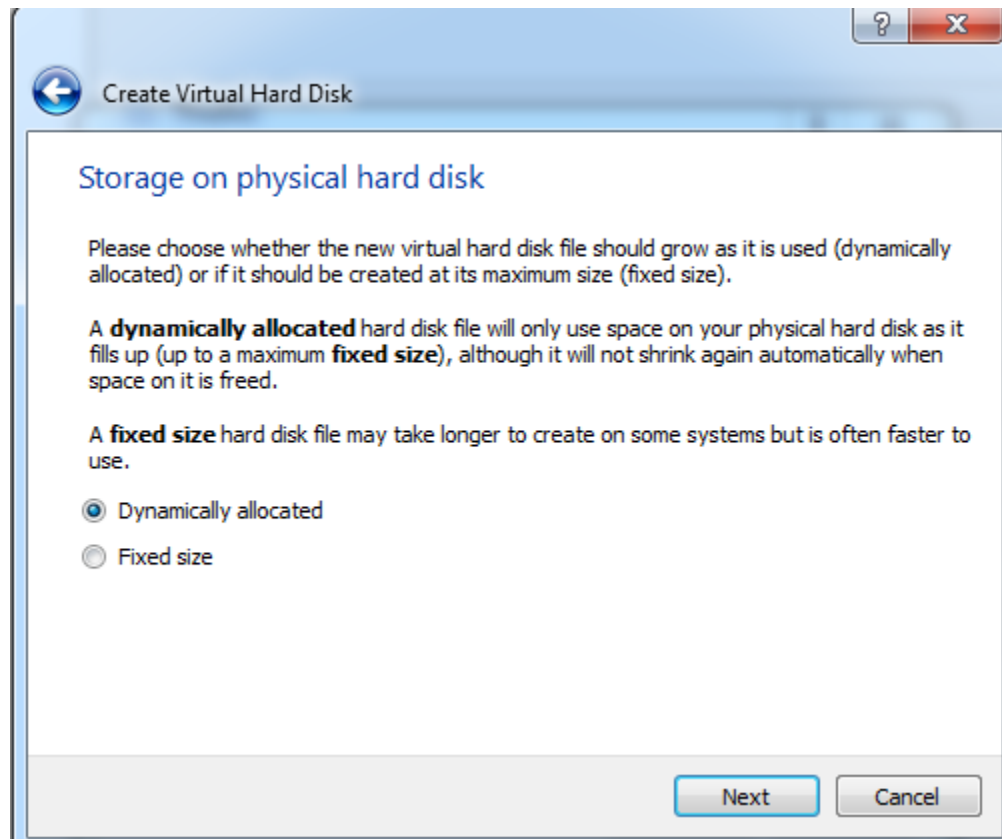 Create Virtual Hard Disk
Storage on physical hard disk
Please choose whether the new virtual hard disk file should grow as it is used (dynamically
allocated) or if it should be created at its maximum size (fixed size).
A dynamically allocated hard disk file will only use space on your physical hard disk as it
fills up (up to a maximum fixed size), although it will not shrink again automatically when
space on it is freed.
A fixed size hard disk file may take longer to create on some systems but is often faster to
use.
Dynamically allocated
Fixed size
Next Cancel